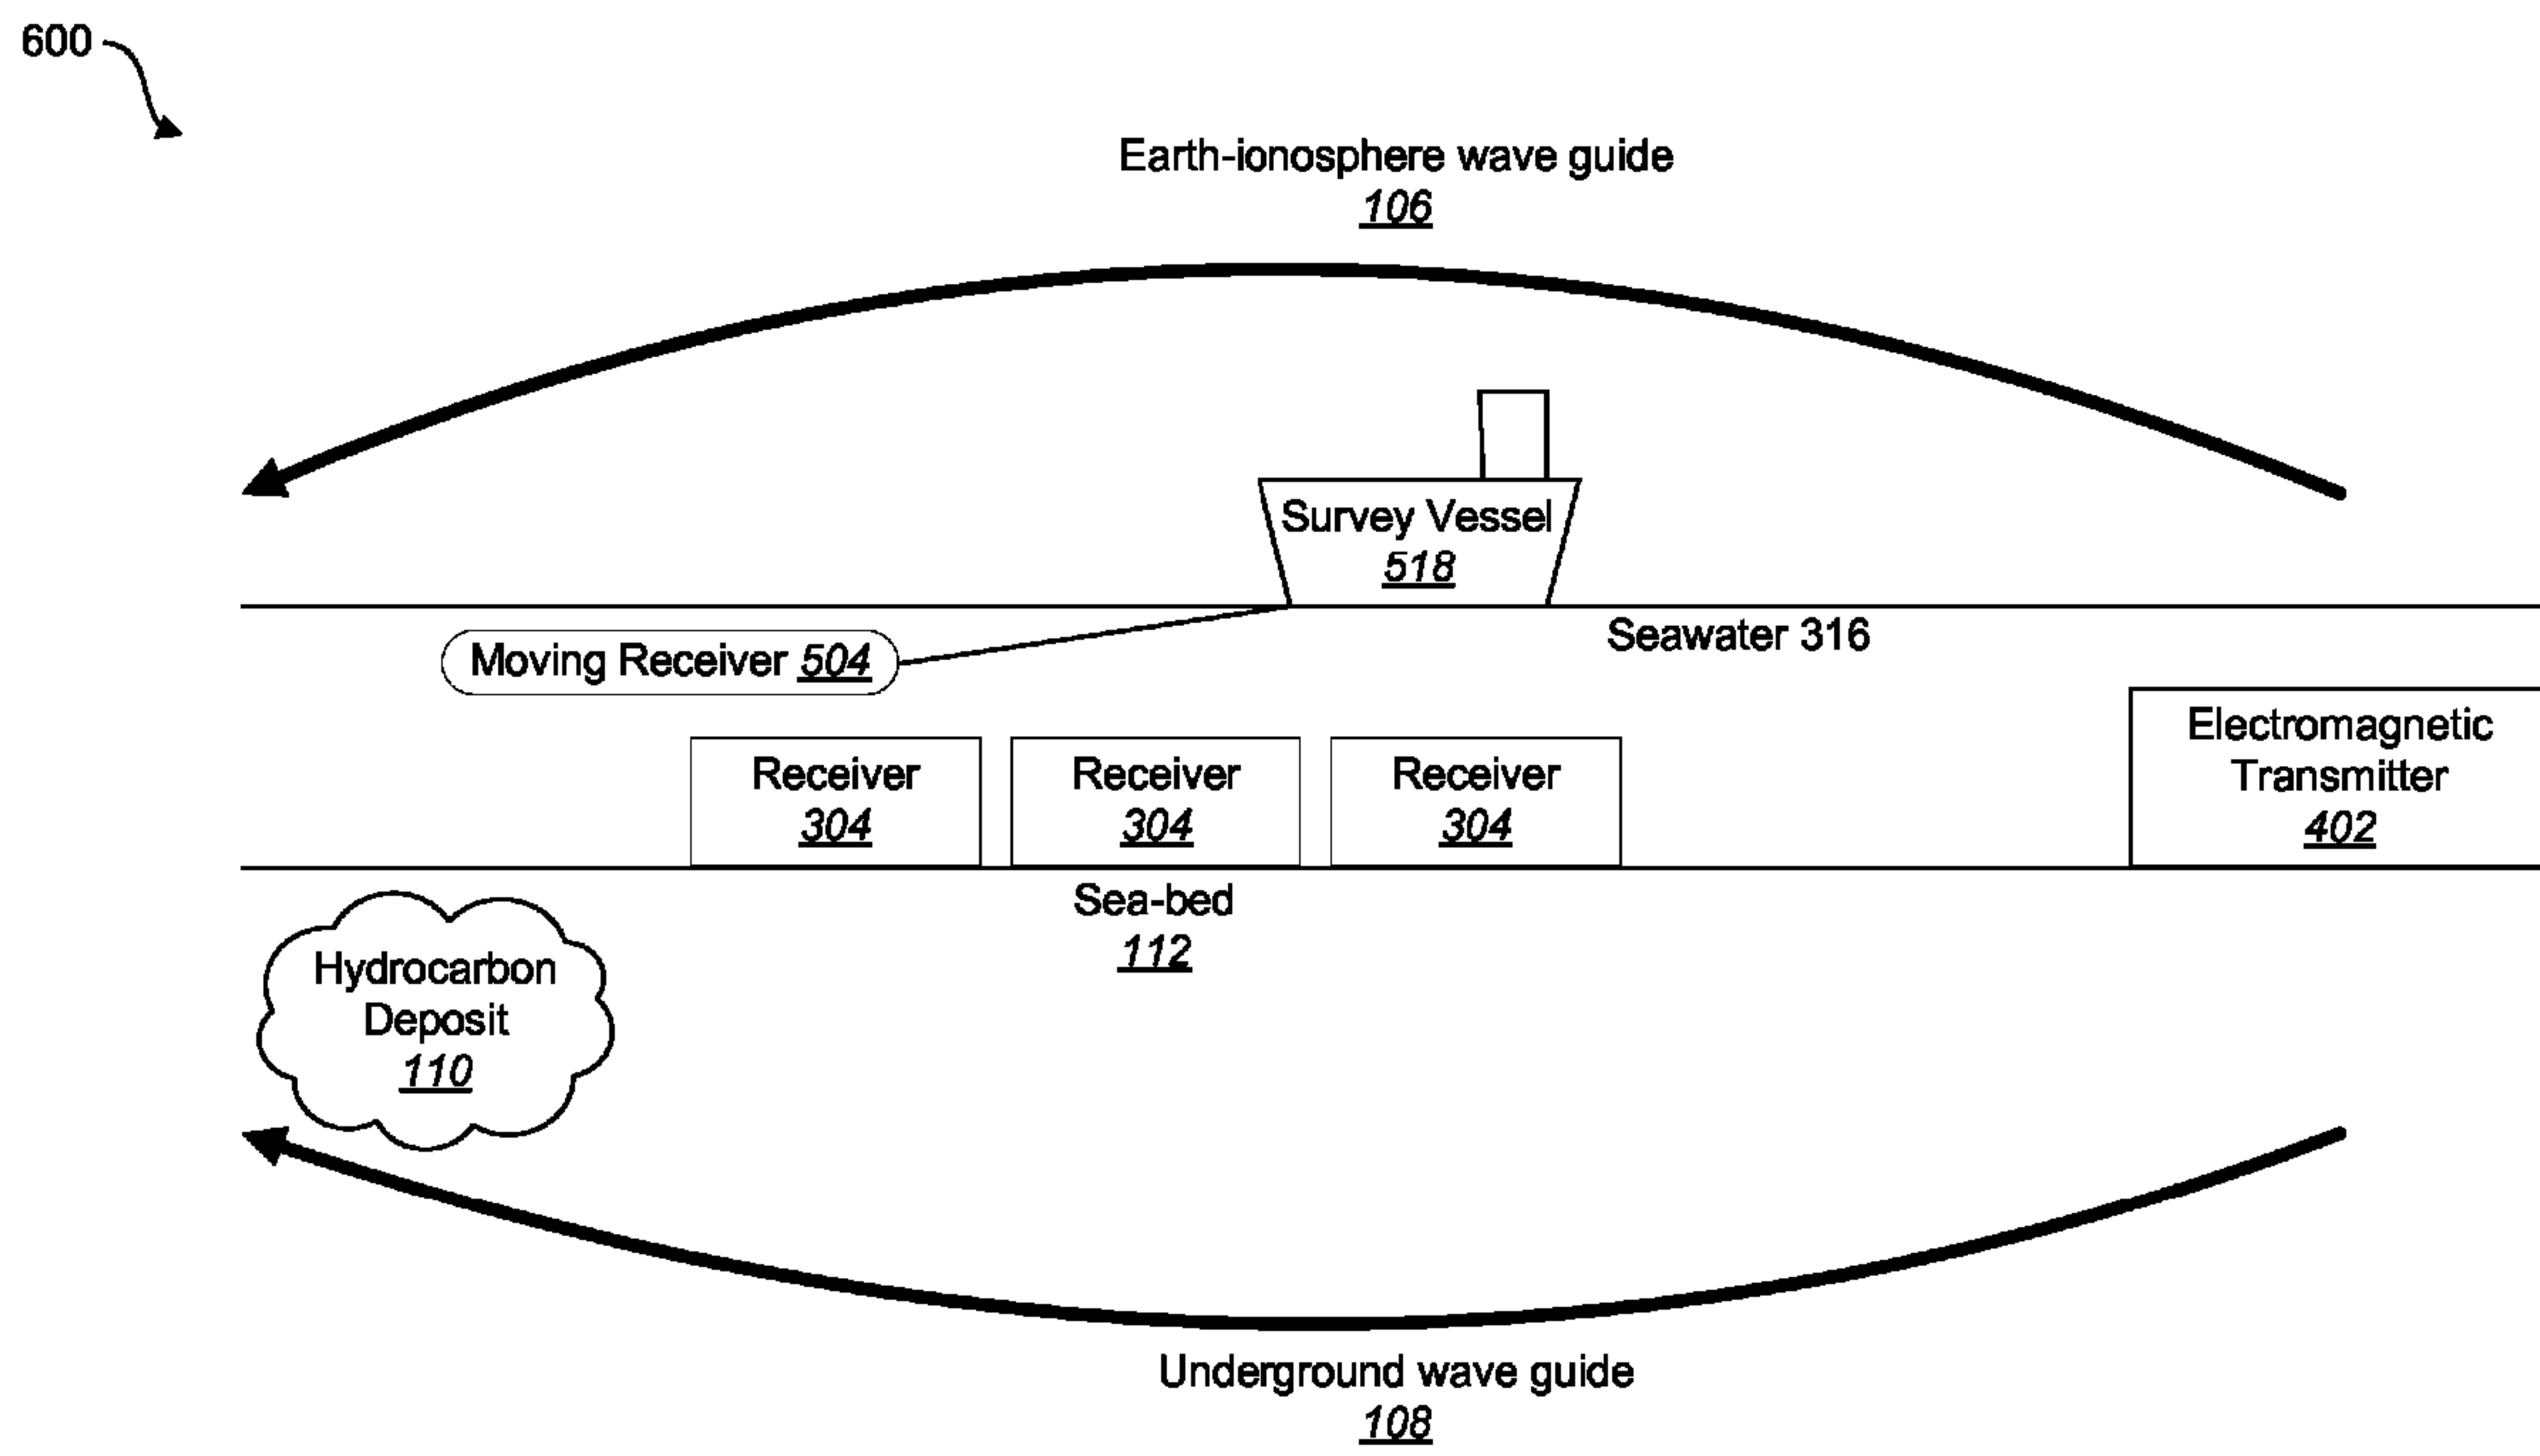 600
Earth-ionosphere wave guide
106
Survey Vessel
518
Seawater 316
Moving Receiver 504
Electromagnetic
Transmitter
402
Receiver
304
Receiver
304
Receiver
304
Sea-bed
112
Hydrocarbon
Deposit
110
Underground wave guide
108